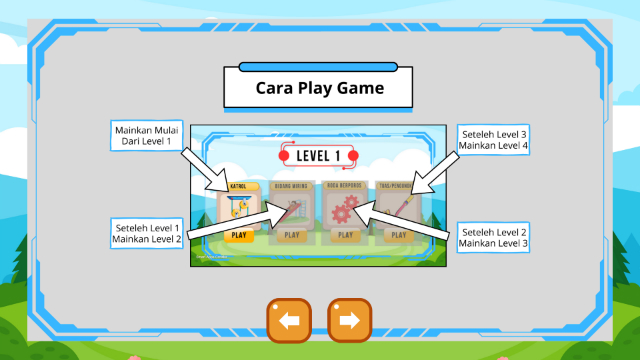 Cara Play Game
Mainkan Mulai
Dari Level 1
Seteleh Level 3
Mainkan Level 4
LEVEL 1
KATROL
BIDANG MIRING
RODA BERPOROS
PLAY
PLAY
PLAY
PLAY
Seteleh Level 1
Mainkan Level 2
Seteleh Level 2
Mainkan Level 3